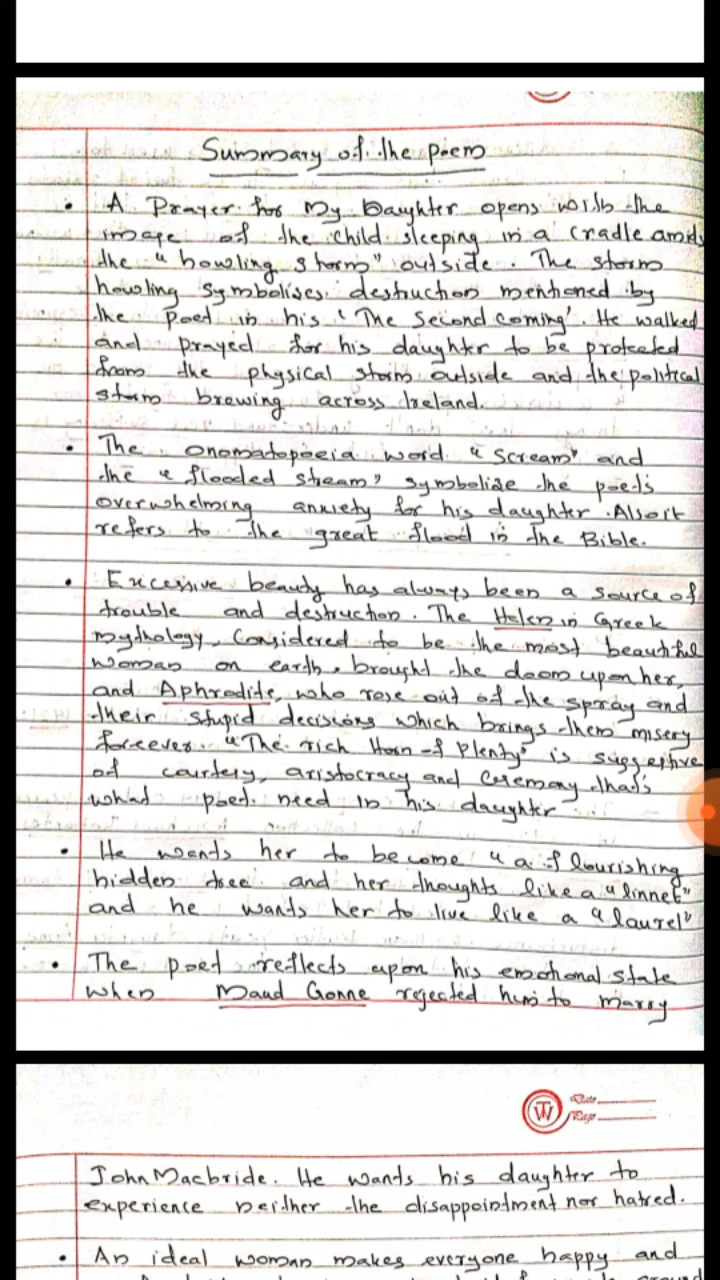 Summary of the Poem
• A Prayer for My Daughter opens with the
image of the child sleeping in a cradle amids
the "howling storm" outside. The storm
howling symbolises destruction mentioned by
the poet in his 'The Second coming'. He walked
and prayed for his daughter to be protected
from the physical storm outside and the political
storm brewing across Ireland.
• The onomatopoeia word "scream" and
the "flooded stream" symbolise the poet's
overwhelming anxiety for his daughter. Also it
refers to the great flood in the Bible.
• Excessive beauty has always been a source of
trouble and destruction. The Helen in Greek
mythology, considered to be the most beautiful
woman on earth, brought the doom upon her,
and Aphrodite, who rose out of the spray and
their stupid decisions which brings them misery
foreever. "The rich Horn of plenty" is suggestive
of courtesy, aristocracy and ceremony that's
what poet need in his daughter.
• He wants her to become "a flourishing
hidden tree and her thoughts like a "linnet"
and he wants her to live like a "laurel"
• The poet reflects upon his emotional state
when Maud Gonne rejected him to marry
TW Date
Page
John Macbride. He wants his daughter to
experience neither the disappointment nor hatred.
• An ideal woman makes everyone happy and
around